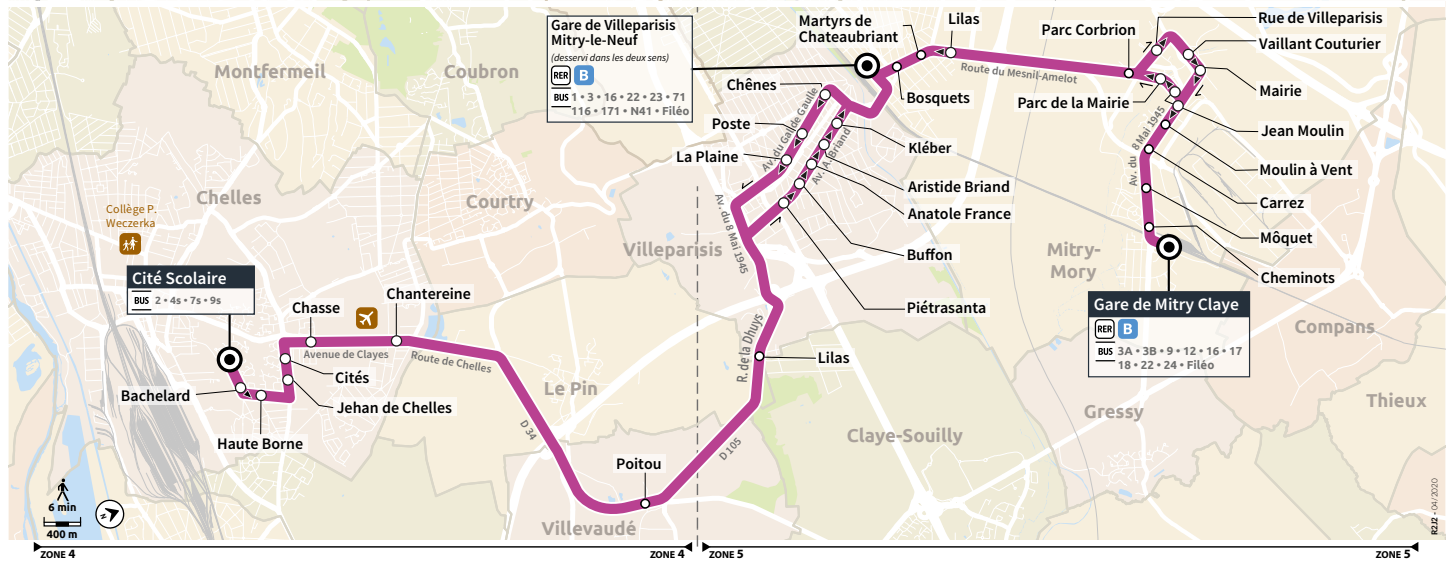 Gare de Villeparisis
Mitry-le-Neuf
(desservi dans les deux sens)
RER B
BUS 1 • 3 • 16 • 22 • 23 • 71
116 • 171 • N41 • Filéo
Martyrs de
Chateaubriant
Lilas
Parc Corbrion
Rue de Villeparisis
Vaillant Couturier
Montfermeil
Coubron
Chênes
Route du Mesnil-Amelot
Bosquets
Parc de la Mairie
Mairie
Poste
Av. du Gal de Gaulle
Av. A. Briand
Kléber
Jean Moulin
La Plaine
Av. du 8 Mai 1945
Moulin à Vent
Aristide Briand
Carrez
Anatole France
Chelles
Courtry
Collège P.
Weczerka
Av. du 8 Mai 1945
Villeparisis
Buffon
Mitry-
Mory
Môquet
Cheminots
Cité Scolaire
BUS 2 • 4s • 7s • 9s
Chasse
Chantereine
Piétrasanta
Gare de Mitry Claye
RER B
BUS 3A • 3B • 9 • 12 • 16 • 17
18 • 22 • 24 • Filéo
Compans
Avenue de Clayes
Route de Chelles
R. de la Dhuys
Lilas
Cités
Bachelard
Jehan de Chelles
Le Pin
Gressy
Thieux
Haute Borne
D 34
D 105
Claye-Souilly
Poitou
Villevaudé
6 min
400 m
N
R2J2 - 04/2020
ZONE 4
ZONE 4
ZONE 5
ZONE 5